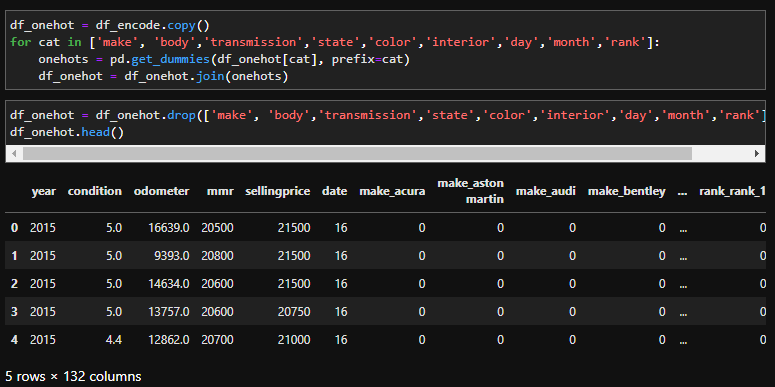 df_onehot = df_encode.copy()
for cat in ['make', 'body','transmission','state','color','interior','day','month','rank']:
    onehots = pd.get_dummies(df_onehot[cat], prefix=cat)
    df_onehot = df_onehot.join(onehots)
df_onehot = df_onehot.drop(['make', 'body','transmission','state','color','interior','day','month','rank']
df_onehot.head()
year condition odometer mmr sellingprice date make_acura make_aston martin make_audi make_bentley ... rank_rank_1
0 2015 5.0 16639.0 20500 21500 16 0 0 0 0 ... 0
1 2015 5.0 9393.0 20800 21500 16 0 0 0 0 ... 0
2 2015 5.0 14634.0 20600 21500 16 0 0 0 0 ... 0
3 2015 5.0 13757.0 20600 20750 16 0 0 0 0 ... 0
4 2015 4.4 12862.0 20700 21000 16 0 0 0 0 ... 0
5 rows × 132 columns